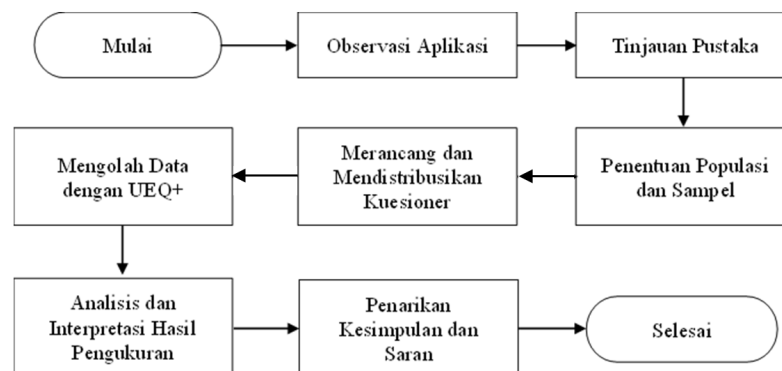 Mulai
Observasi Aplikasi
Tinjauan Pustaka
Penentuan Populasi
dan Sampel
Merancang dan
Mendistribusikan
Kuesioner
Mengolah Data
dengan UEQ+
Analisis dan
Interpretasi Hasil
Pengukuran
Penarikan
Kesimpulan dan
Saran
Selesai